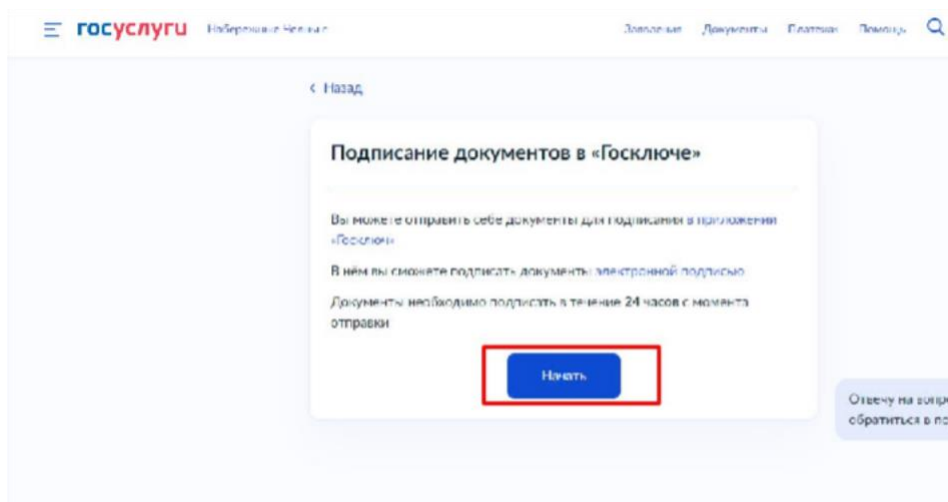 госуслуги Набережные Челны Заявления Документы Платежи Помощь
Назад
Подписание документов в «Госключе»
Вы можете отправить себе документы для подписания в приложении
«Госключ»
В нём вы сможете подписать документы электронной подписью
Документы необходимо подписать в течение 24 часов с момента
отправки
Начать
Отвечу на
обратиться в